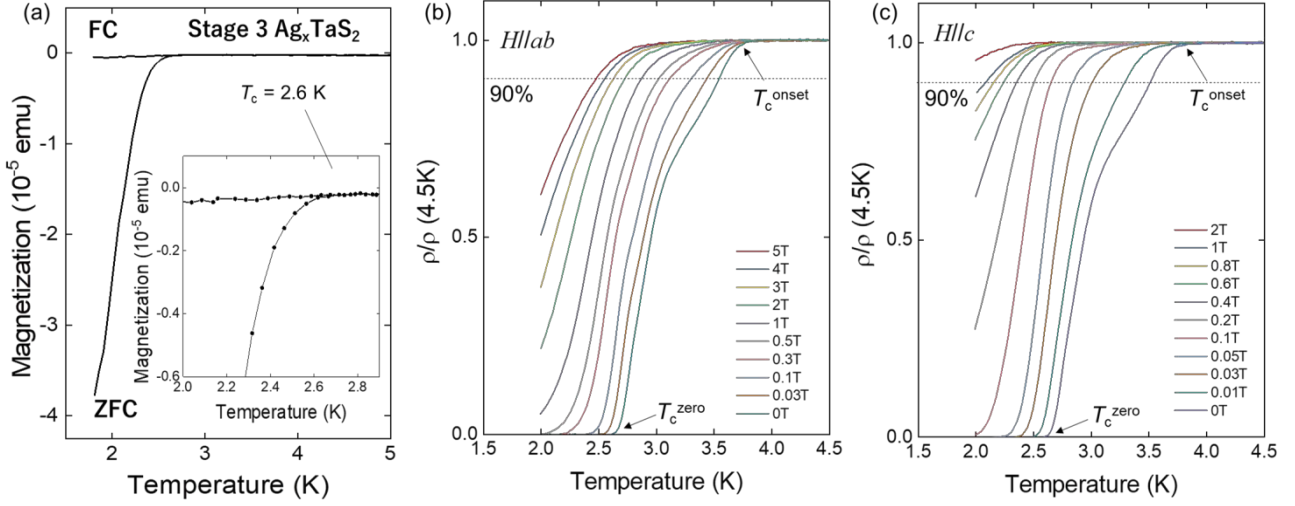 (a)
FC
Stage 3 AgxTaS2
Tc = 2.6 K
ZFC
0
-1
-2
-3
-4
Magnetization (10-5 emu)
2
3
4
5
Temperature (K)
0.0
-0.2
-0.4
-0.6
Magnetization (10-5 emu)
2.0
2.2
2.4
2.6
2.8
Temperature (K)
(b)
H//ab
90%
Tconset
Tczero
1.0
0.5
0.0
ρ/ρ (4.5K)
5T
4T
3T
2T
1T
0.5T
0.3T
0.1T
0.03T
0T
1.5
2.0
2.5
3.0
3.5
4.0
4.5
Temperature (K)
(c)
H//c
90%
Tconset
Tczero
1.0
0.5
0.0
ρ/ρ (4.5K)
2T
1T
0.8T
0.6T
0.4T
0.2T
0.1T
0.05T
0.03T
0.01T
0T
1.5
2.0
2.5
3.0
3.5
4.0
4.5
Temperature (K)